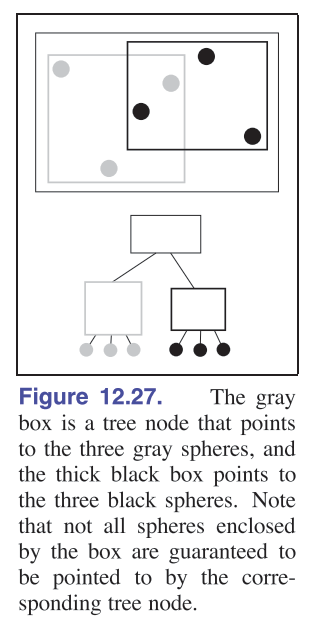 Figure 12.27. The gray
box is a tree node that points
to the three gray spheres, and
the thick black box points to
the three black spheres. Note
that not all spheres enclosed
by the box are guaranteed to
be pointed to by the corre-
sponding tree node.